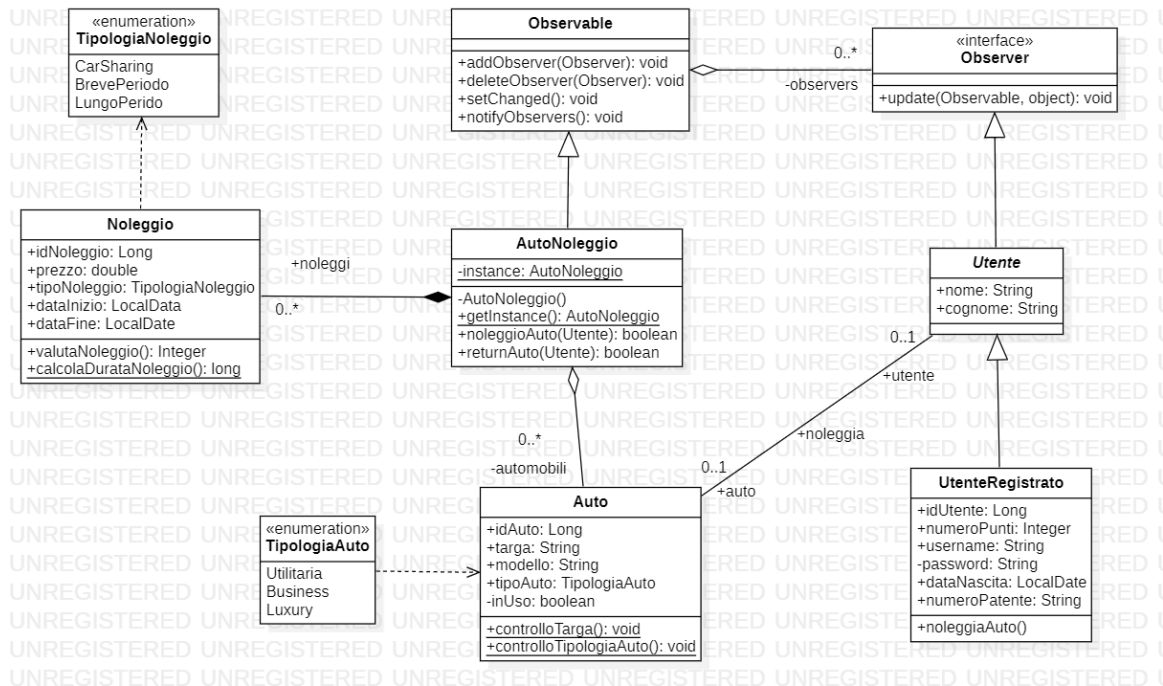 «enumeration»
TipologiaNoleggio
CarSharing
BrevePeriodo
LungoPerido
Observable
+addObserver(Observer): void
+deleteObserver(Observer): void
+setChanged(): void
+notifyObservers(): void
0..*
-observers
«interface»
Observer
+update(Observable, object): void
Noleggio
+idNoleggio: Long
+prezzo: double
+tipoNoleggio: TipologiaNoleggio
+dataInizio: LocalData
+dataFine: LocalDate
+valutaNoleggio(): Integer
+calcolaDurataNoleggio(): long
+noleggi
0..*
AutoNoleggio
-instance: AutoNoleggio
-AutoNoleggio()
+getInstance(): AutoNoleggio
+noleggioAuto(Utente): boolean
+returnAuto(Utente): boolean
Utente
+nome: String
+cognome: String
0..1
+utente
+noleggia
0..1
+auto
0..*
-automobili
«enumeration»
TipologiaAuto
Utilitaria
Business
Luxury
Auto
+idAuto: Long
+targa: String
+modello: String
+tipoAuto: TipologiaAuto
-inUso: boolean
+controlloTarga(): void
+controlloTipologiaAuto(): void
UtenteRegistrato
+idUtente: Long
+numeroPunti: Integer
+username: String
-password: String
+dataNascita: LocalDate
+numeroPatente: String
+noleggiaAuto()
UNREGISTERED